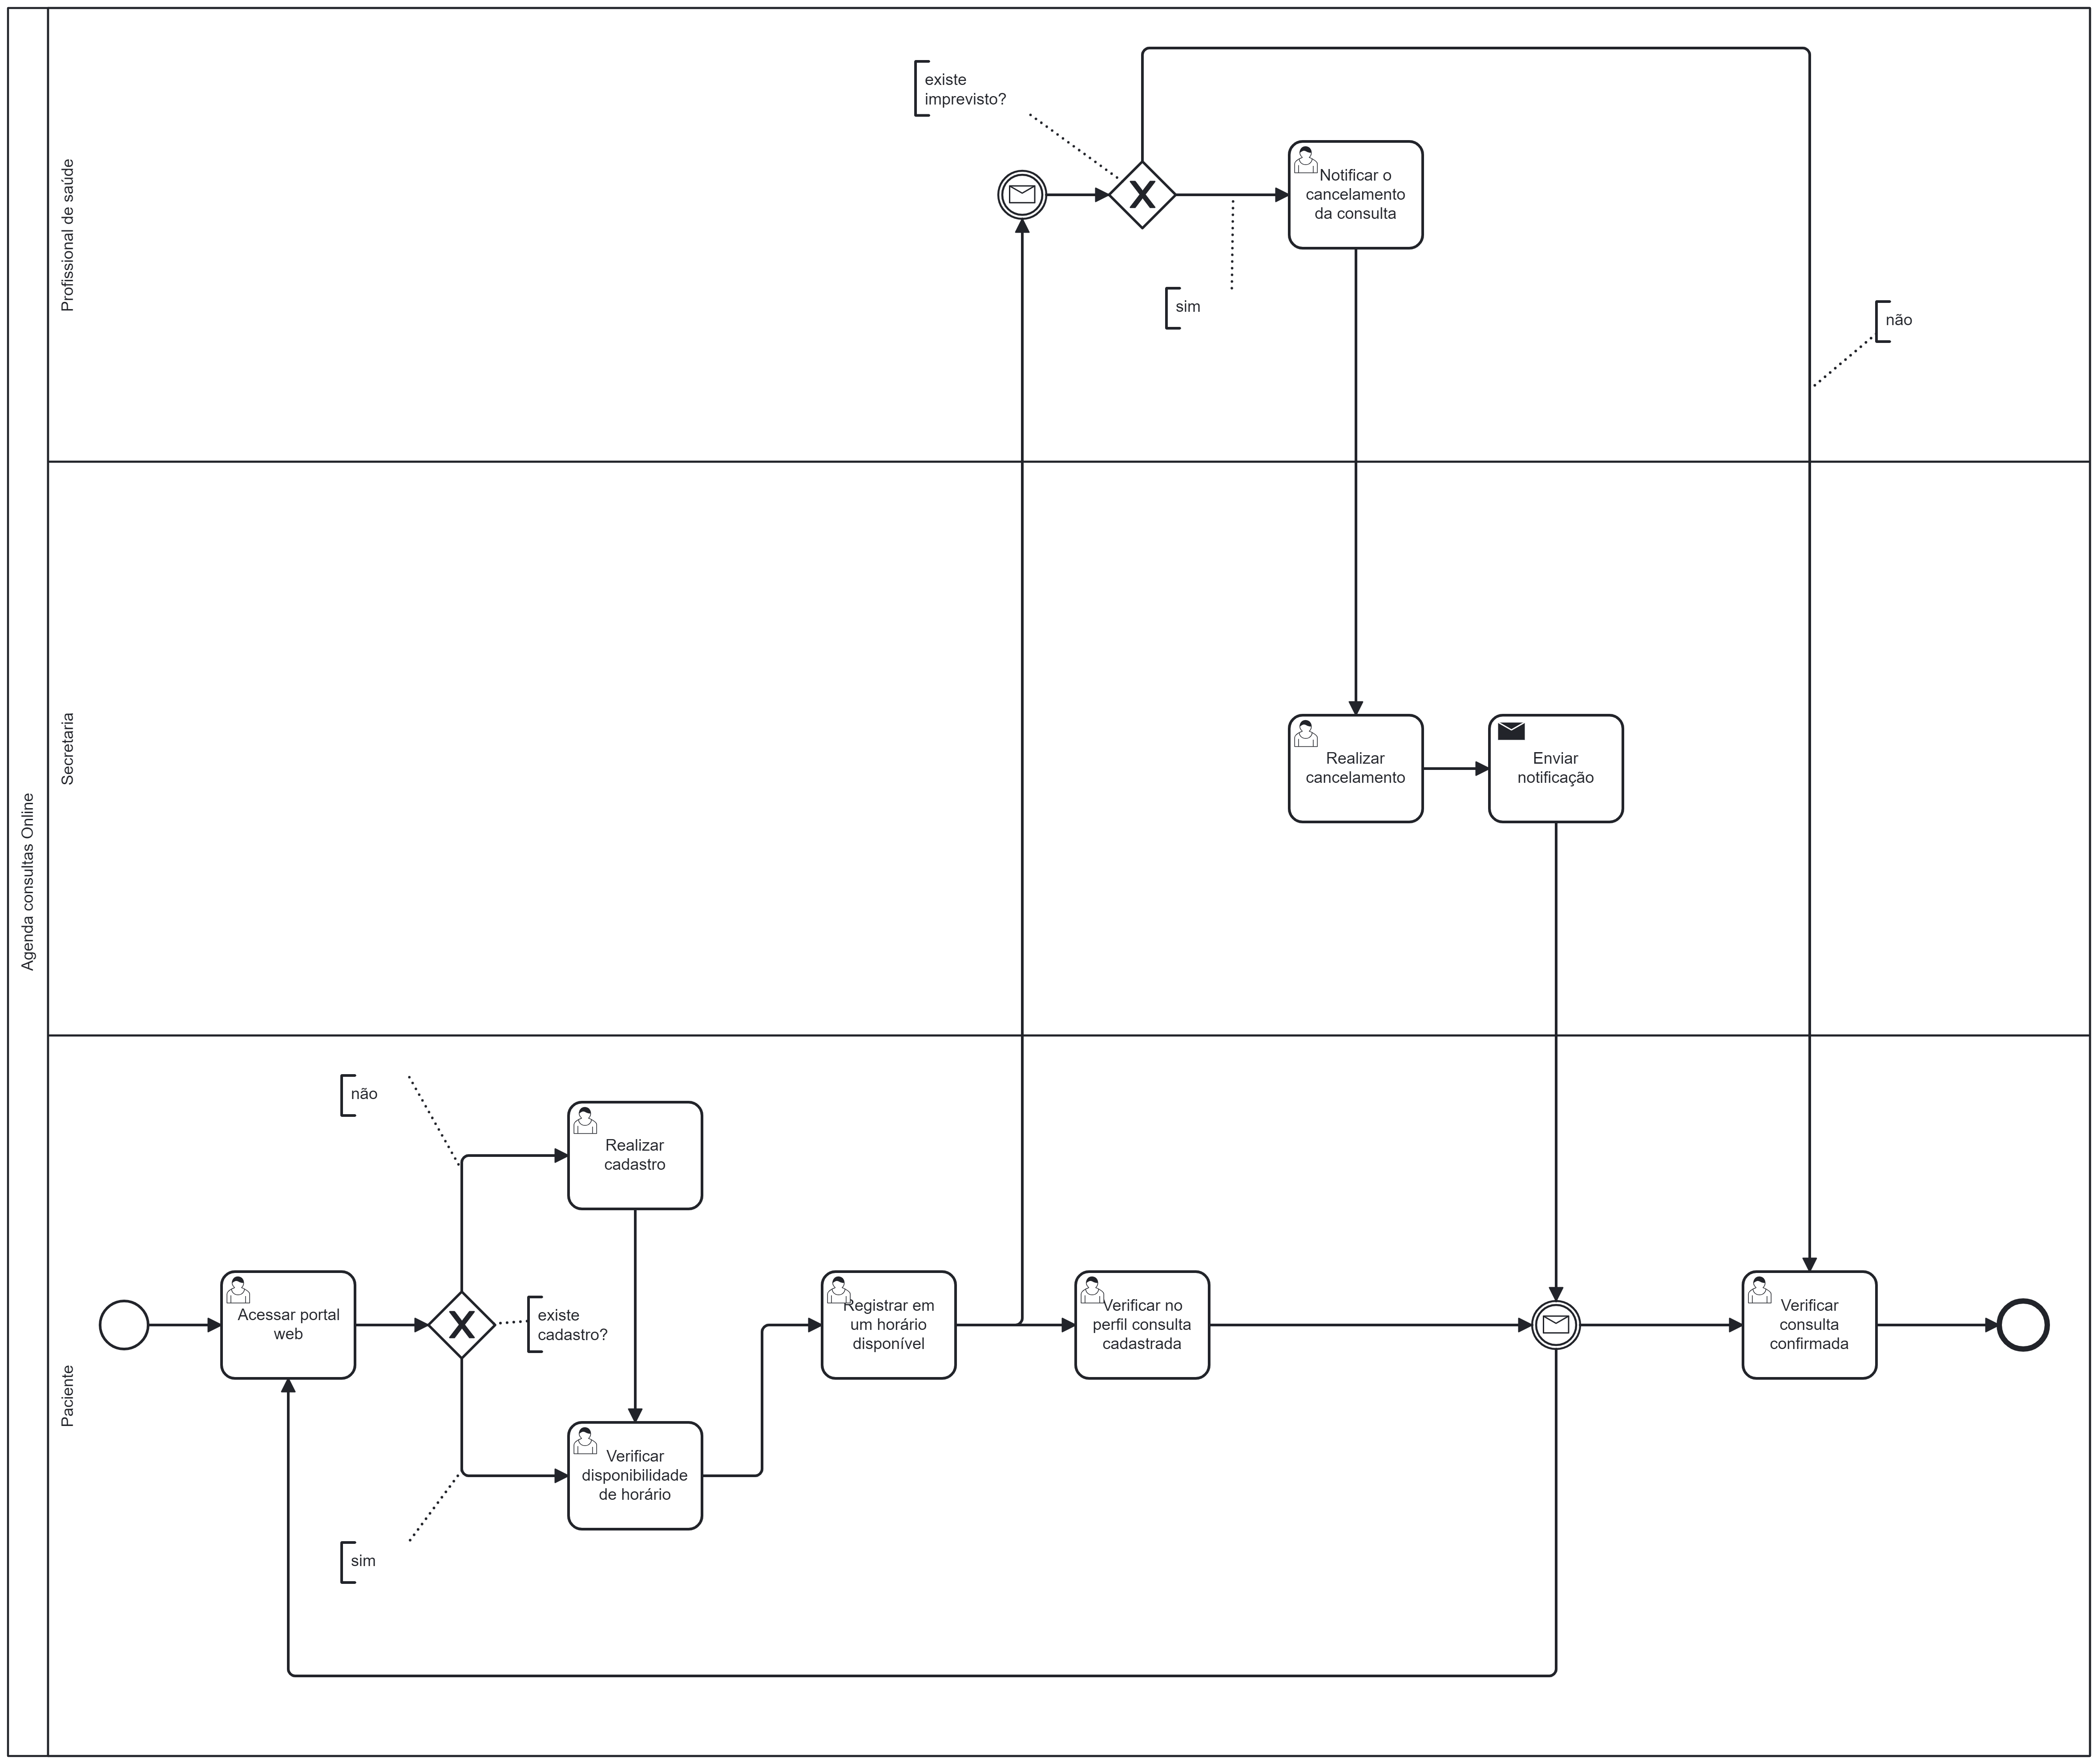 Agenda consultas Online
Profissional de saúde
existe
imprevisto?
Notificar o
cancelamento
da consulta
sim
não
Secretaria
Realizar
cancelamento
Enviar
notificação
Paciente
não
Realizar
cadastro
Acessar portal
web
existe
cadastro?
Registrar em
um horário
disponível
Verificar no
perfil consulta
cadastrada
Verificar
consulta
confirmada
Verificar
disponibilidade
de horário
sim